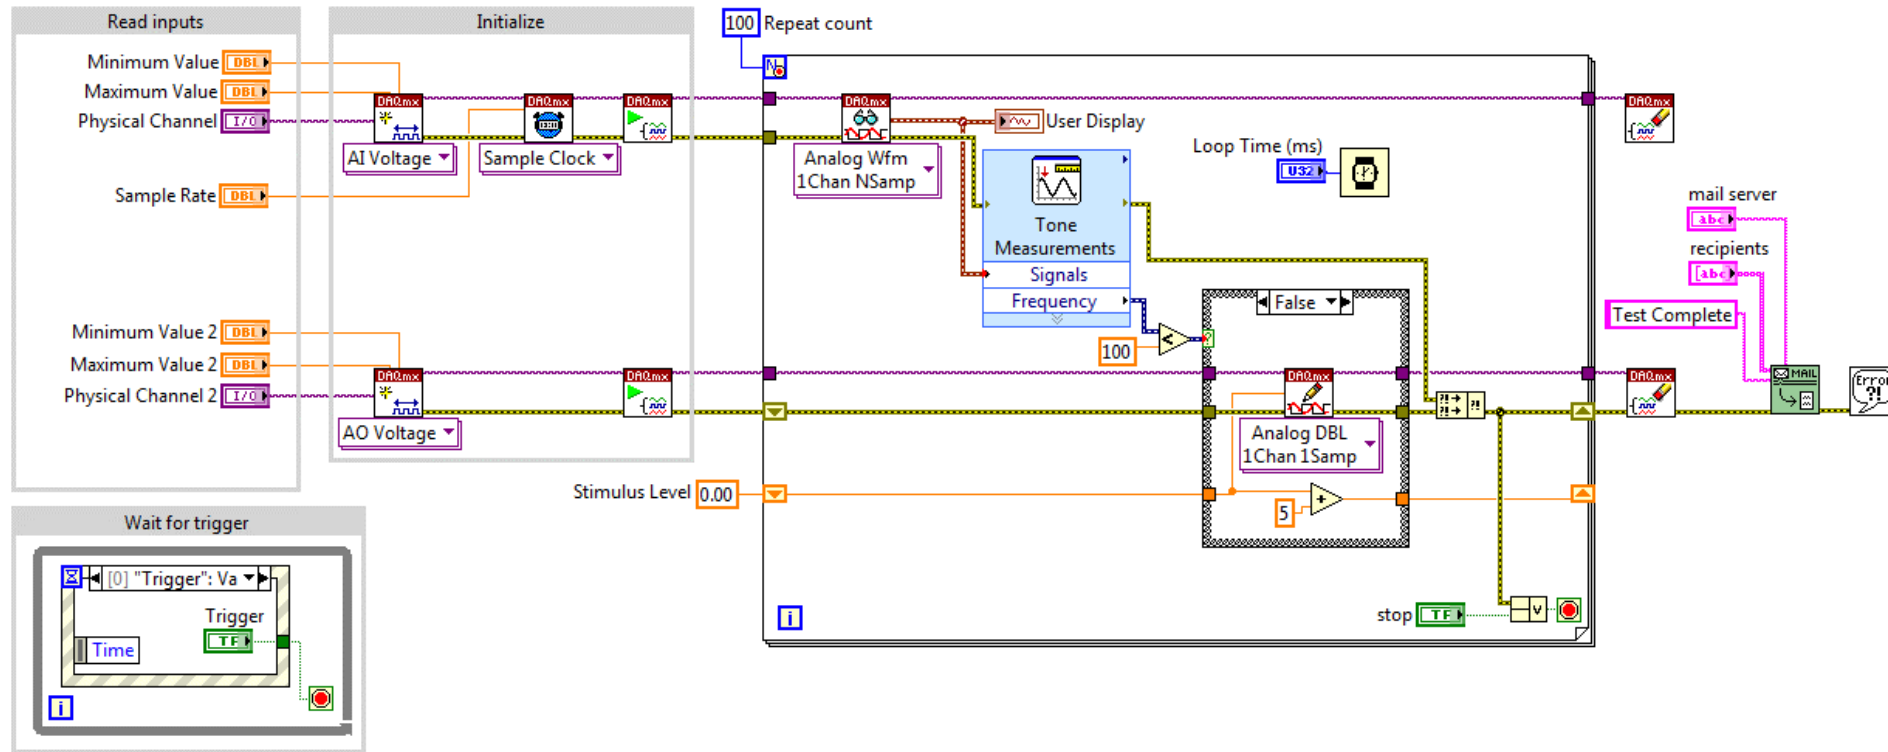 Read inputs
Minimum Value
DBL
Maximum Value
DBL
Physical Channel
I/O
Sample Rate
DBL
Minimum Value 2
DBL
Maximum Value 2
DBL
Physical Channel 2
I/O
Initialize
DAQmx
AI Voltage
DAQmx
Sample Clock
DAQmx
DAQmx
AO Voltage
DAQmx
Wait for trigger
[0] "Trigger": Va
Trigger
TF
Time
i
100 Repeat count
N
DAQmx
Analog Wfm
1Chan NSamp
User Display
Tone
Measurements
Signals
Frequency
Loop Time (ms)
U32
100
<
False
?
DAQmx
Analog DBL
1Chan 1Samp
5
+
Stimulus Level 0.00
?!
?!
?!
i
stop
TF
V
DAQmx
DAQmx
mail server
abc
recipients
[abc]
Test Complete
MAIL
Error
?!